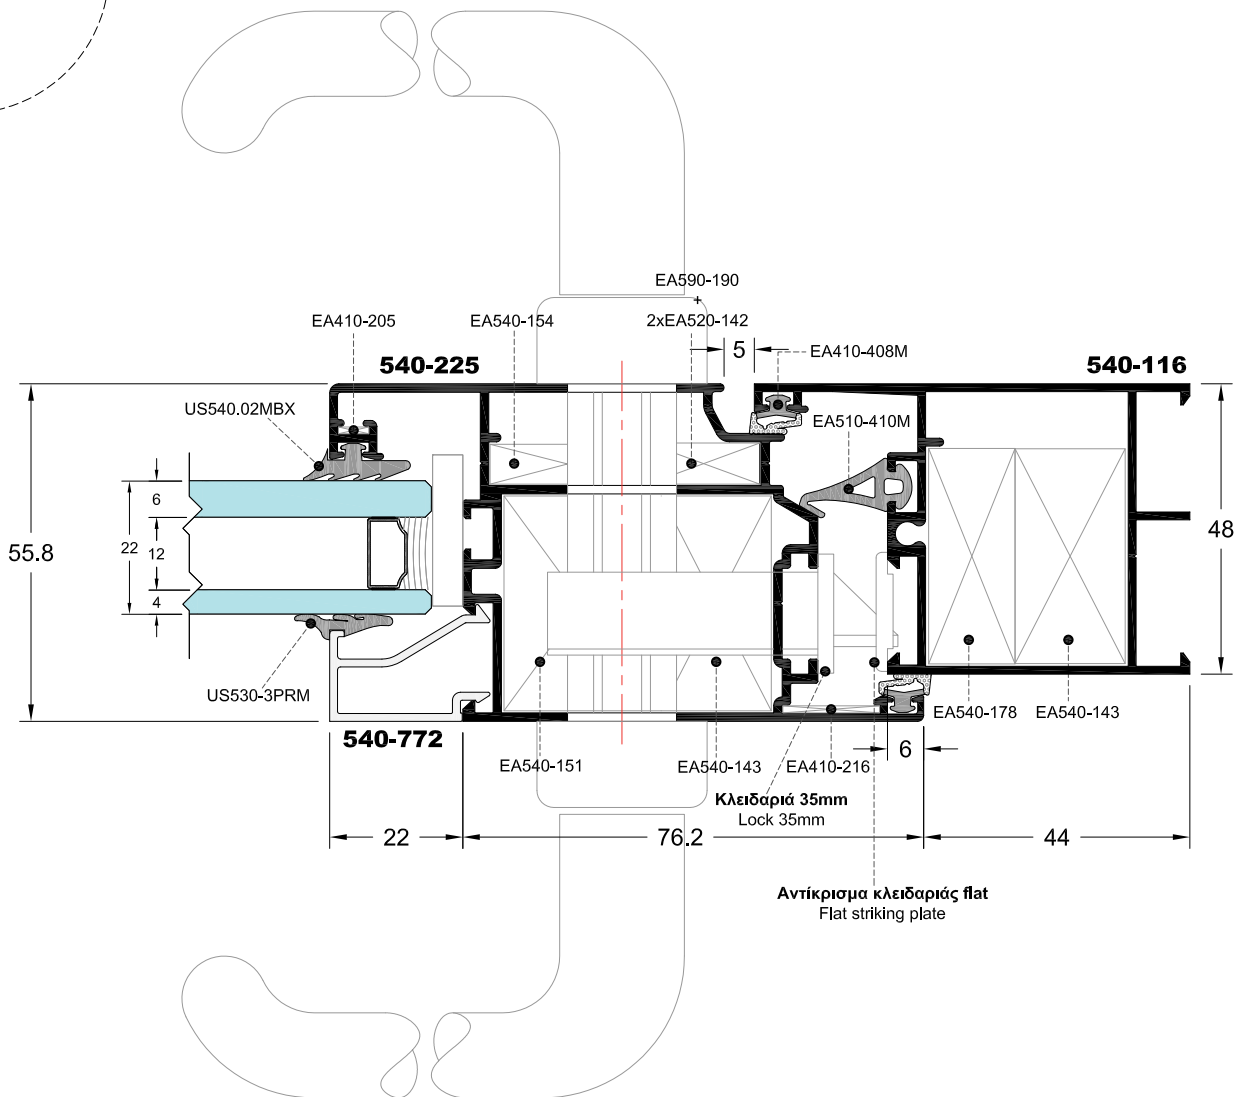 EA590-190
EA410-205
EA540-154
2xEA520-142
5
EA410-408M
540-225
540-116
US540.02MBX
EA510-410M
6
22
12
4
55.8
48
US530-3PRM
540-772
EA540-178
EA540-143
6
EA540-151
EA540-143
EA410-216
Κλειδαριά 35mm
Lock 35mm
22
76.2
44
Αντίκρισμα κλειδαριάς flat
Flat striking plate